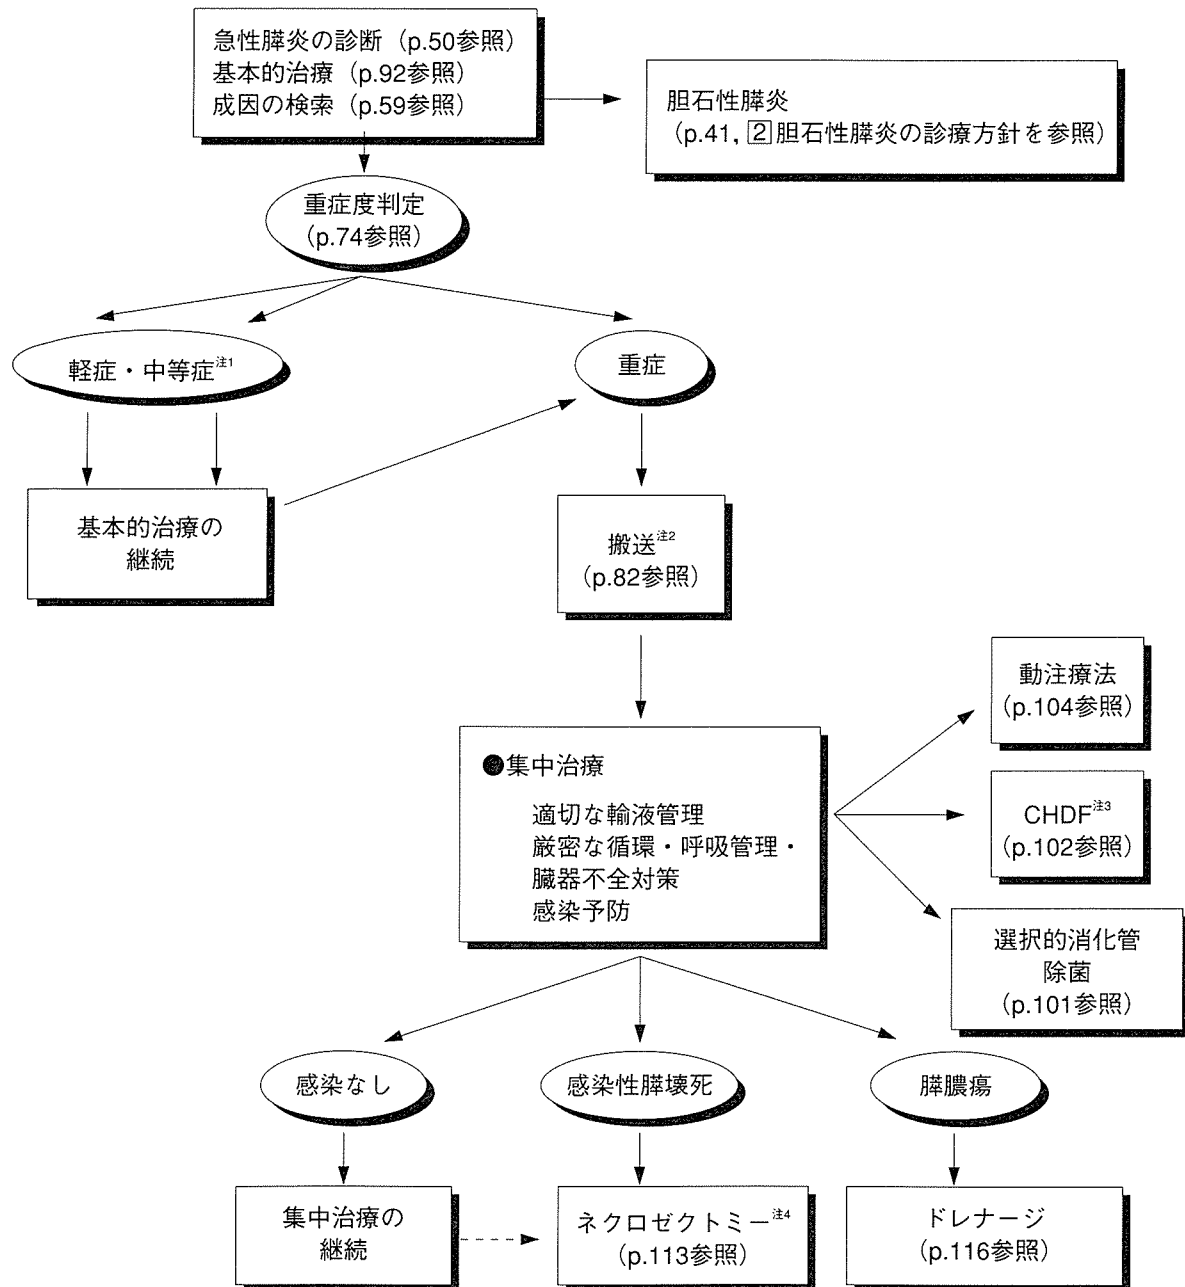 急性膵炎の診断（p.50参照）
基本的治療（p.92参照）
成因の検索（p.59参照）
胆石性膵炎
（p.41, 2胆石性膵炎の診療方針を参照）
重症度判定
（p.74参照）
軽症・中等症注1
重症
基本的治療の
継続
搬送注2
（p.82参照）
動注療法
（p.104参照）
●集中治療
適切な輸液管理
厳密な循環・呼吸管理・
臓器不全対策
感染予防
CHDF注3
（p.102参照）
選択的消化管
除菌
（p.101参照）
感染なし
感染性膵壊死
膵膿瘍
集中治療の
継続
ネクロゼクトミー注4
（p.113参照）
ドレナージ
（p.116参照）